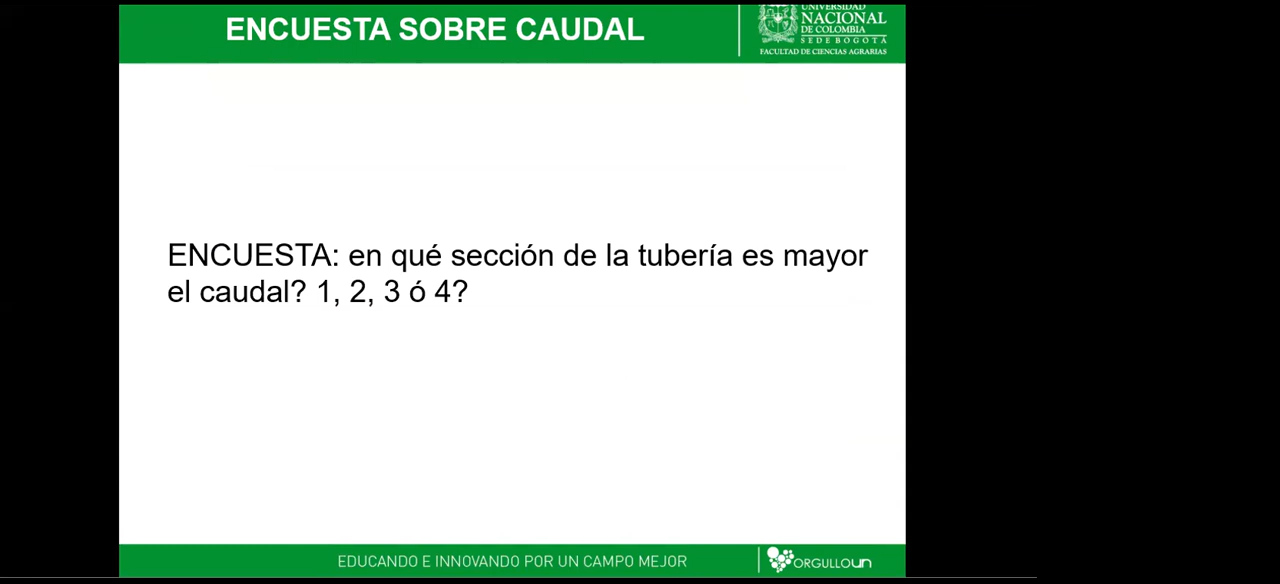 ENCUESTA SOBRE CAUDAL
UNIVERSIDAD
NACIONAL
DE COLOMBIA
SEDE BOGOTÁ
FACULTAD DE CIENCIAS AGRARIAS
ENCUESTA: en qué sección de la tubería es mayor
el caudal? 1, 2, 3 ó 4?
EDUCANDO E INNOVANDO POR UN CAMPO MEJOR
ORGULLOUN